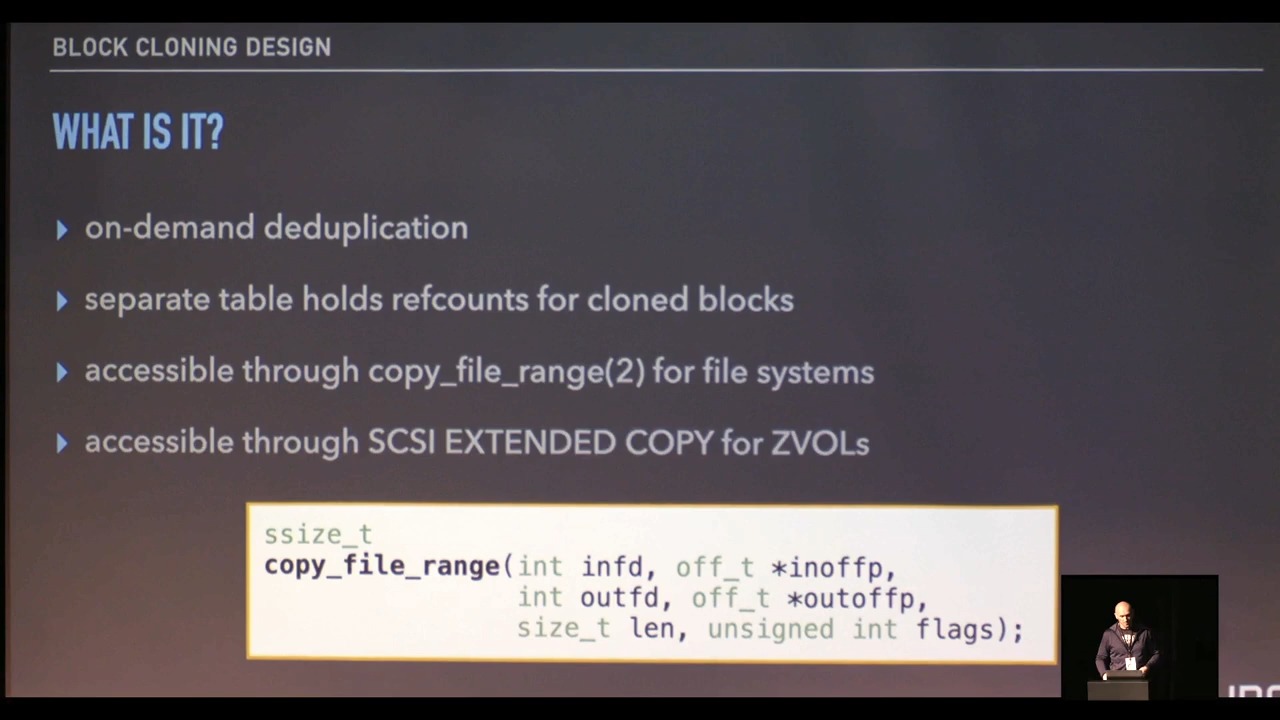 BLOCK CLONING DESIGN
WHAT IS IT?
on-demand deduplication
separate table holds refcounts for cloned blocks
accessible through copy_file_range(2) for file systems
accessible through SCSI EXTENDED COPY for ZVOLs
ssize_t
copy_file_range(int infd, off_t *inoffp,
int outfd, off_t *outoffp,
size_t len, unsigned int flags);